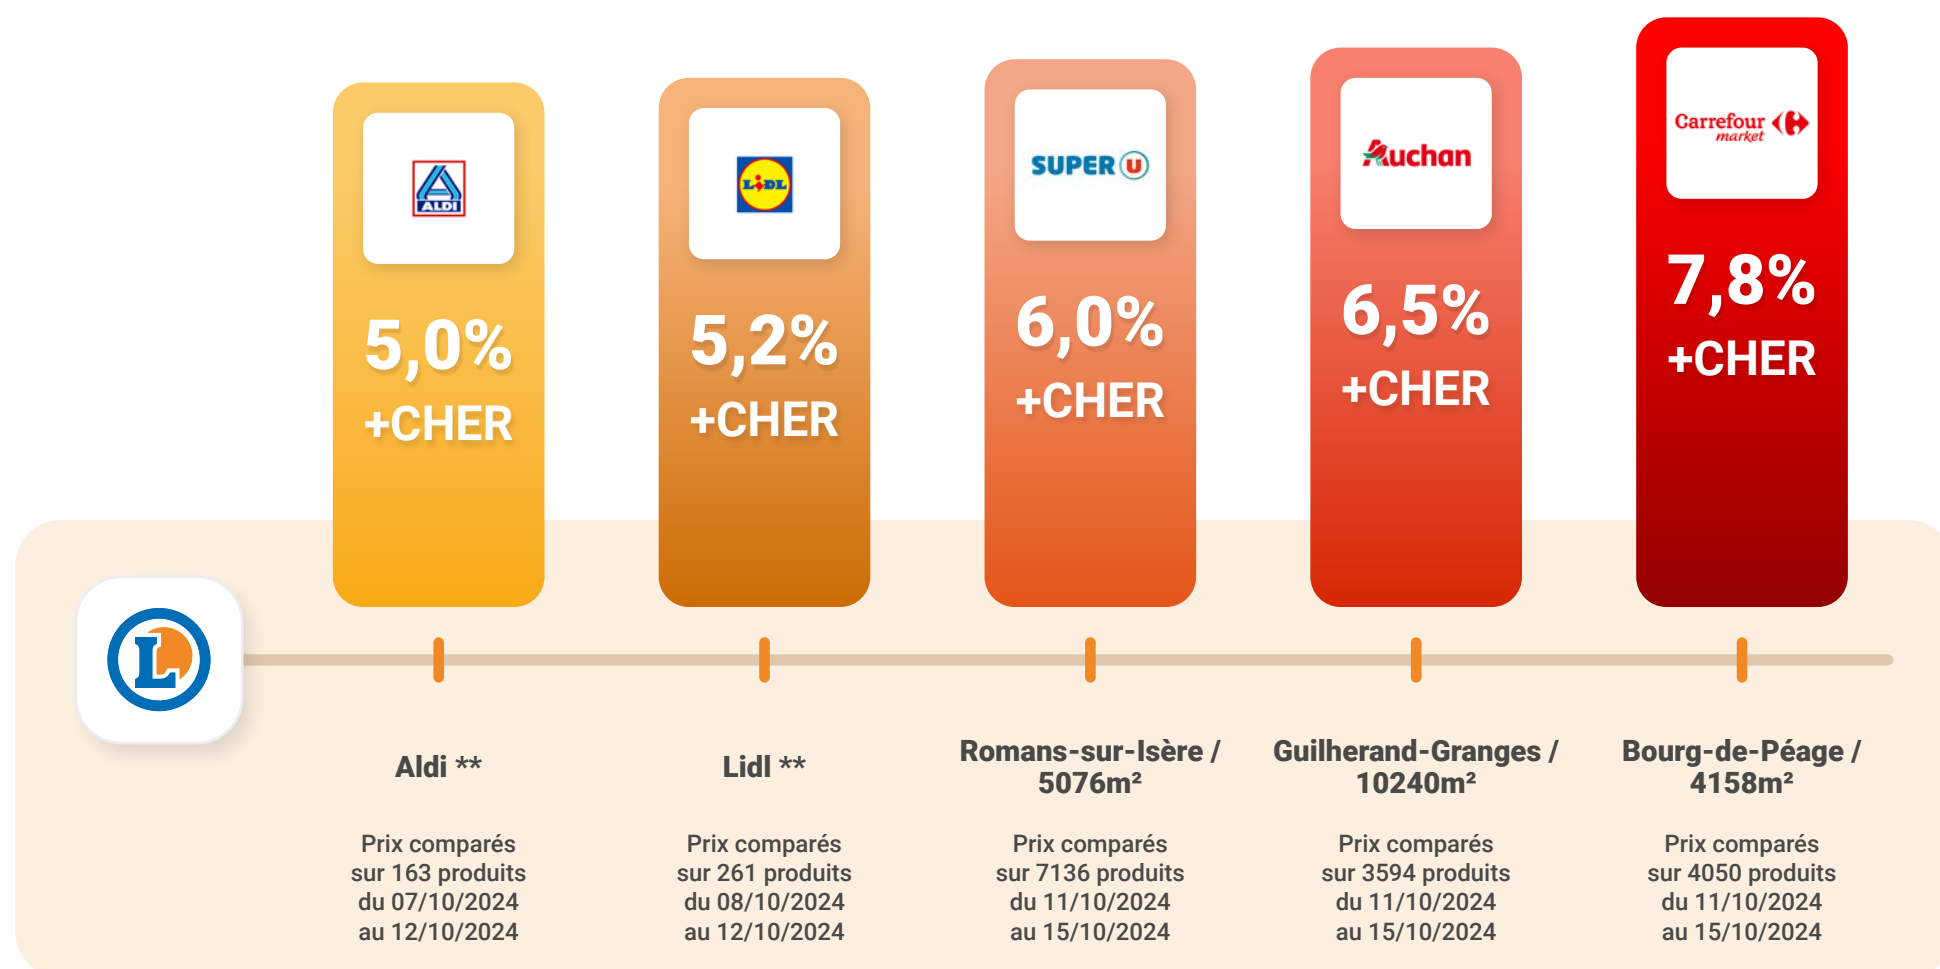 ALDI
5,0%
+CHER
LIDL
5,2%
+CHER
SUPER U
6,0%
+CHER
Auchan
6,5%
+CHER
Carrefour
market
7,8%
+CHER
L
Aldi **
Prix comparés
sur 163 produits
du 07/10/2024
au 12/10/2024
Lidl **
Prix comparés
sur 261 produits
du 08/10/2024
au 12/10/2024
Romans-sur-Isère /
5076m²
Prix comparés
sur 7136 produits
du 11/10/2024
au 15/10/2024
Guilherand-Granges /
10240m²
Prix comparés
sur 3594 produits
du 11/10/2024
au 15/10/2024
Bourg-de-Péage /
4158m²
Prix comparés
sur 4050 produits
du 11/10/2024
au 15/10/2024